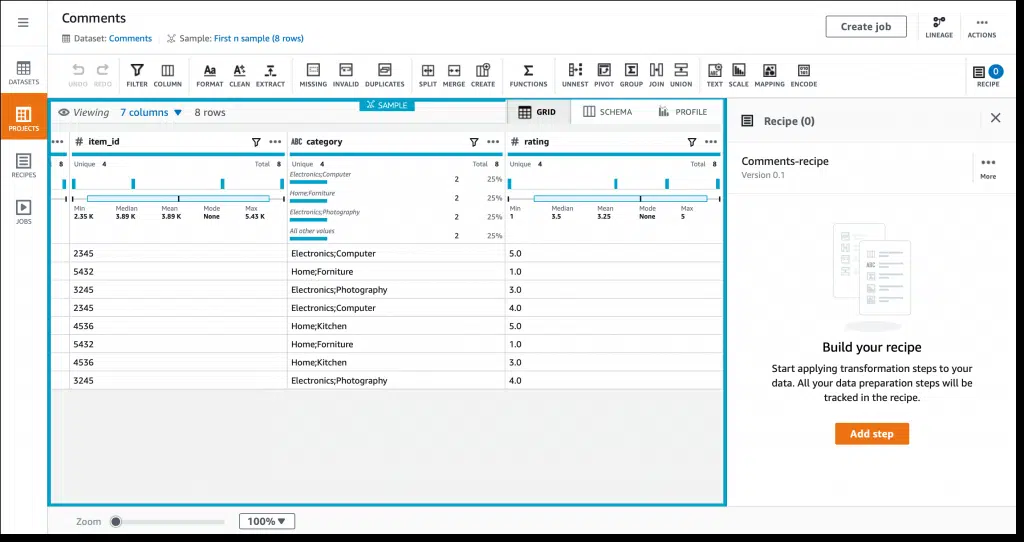 Comments
Dataset: Comments Sample: First n sample (8 rows)
Create job
LINEAGE
ACTIONS
DATASETS
PROJECTS
RECIPES
JOBS
UNDO REDO FILTER COLUMN FORMAT CLEAN EXTRACT MISSING INVALID DUPLICATES SPLIT MERGE CREATE FUNCTIONS UNNEST PIVOT GROUP JOIN UNION TEXT SCALE MAPPING ENCODE
0
RECIPE
SAMPLE
Viewing 7 columns ▼ 8 rows
GRID SCHEMA PROFILE
••• # item_id ••• ABC category ••• # rating •••
8 Unique 4 Total 8 Unique 4 Total 8 Unique 4 Total 8
Electronics;Computer 2 25%
Home;Forniture 2 25%
Electronics;Photography 2 25%
All other values 2 25%
Min Median Mean Mode Max
2.35 K 3.89 K 3.89 K None 5.43 K
Min Median Mean Mode Max
1 3.5 3.25 None 5
2345 Electronics;Computer 5.0
5432 Home;Forniture 1.0
3245 Electronics;Photography 3.0
2345 Electronics;Computer 4.0
4536 Home;Kitchen 5.0
5432 Home;Forniture 1.0
4536 Home;Kitchen 3.0
3245 Electronics;Photography 4.0
Zoom 100% ▼
Recipe (0)
Comments-recipe
Version 0.1
More
Build your recipe
Start applying transformation steps to your
data. All your data preparation steps will be
tracked in the recipe.
Add step